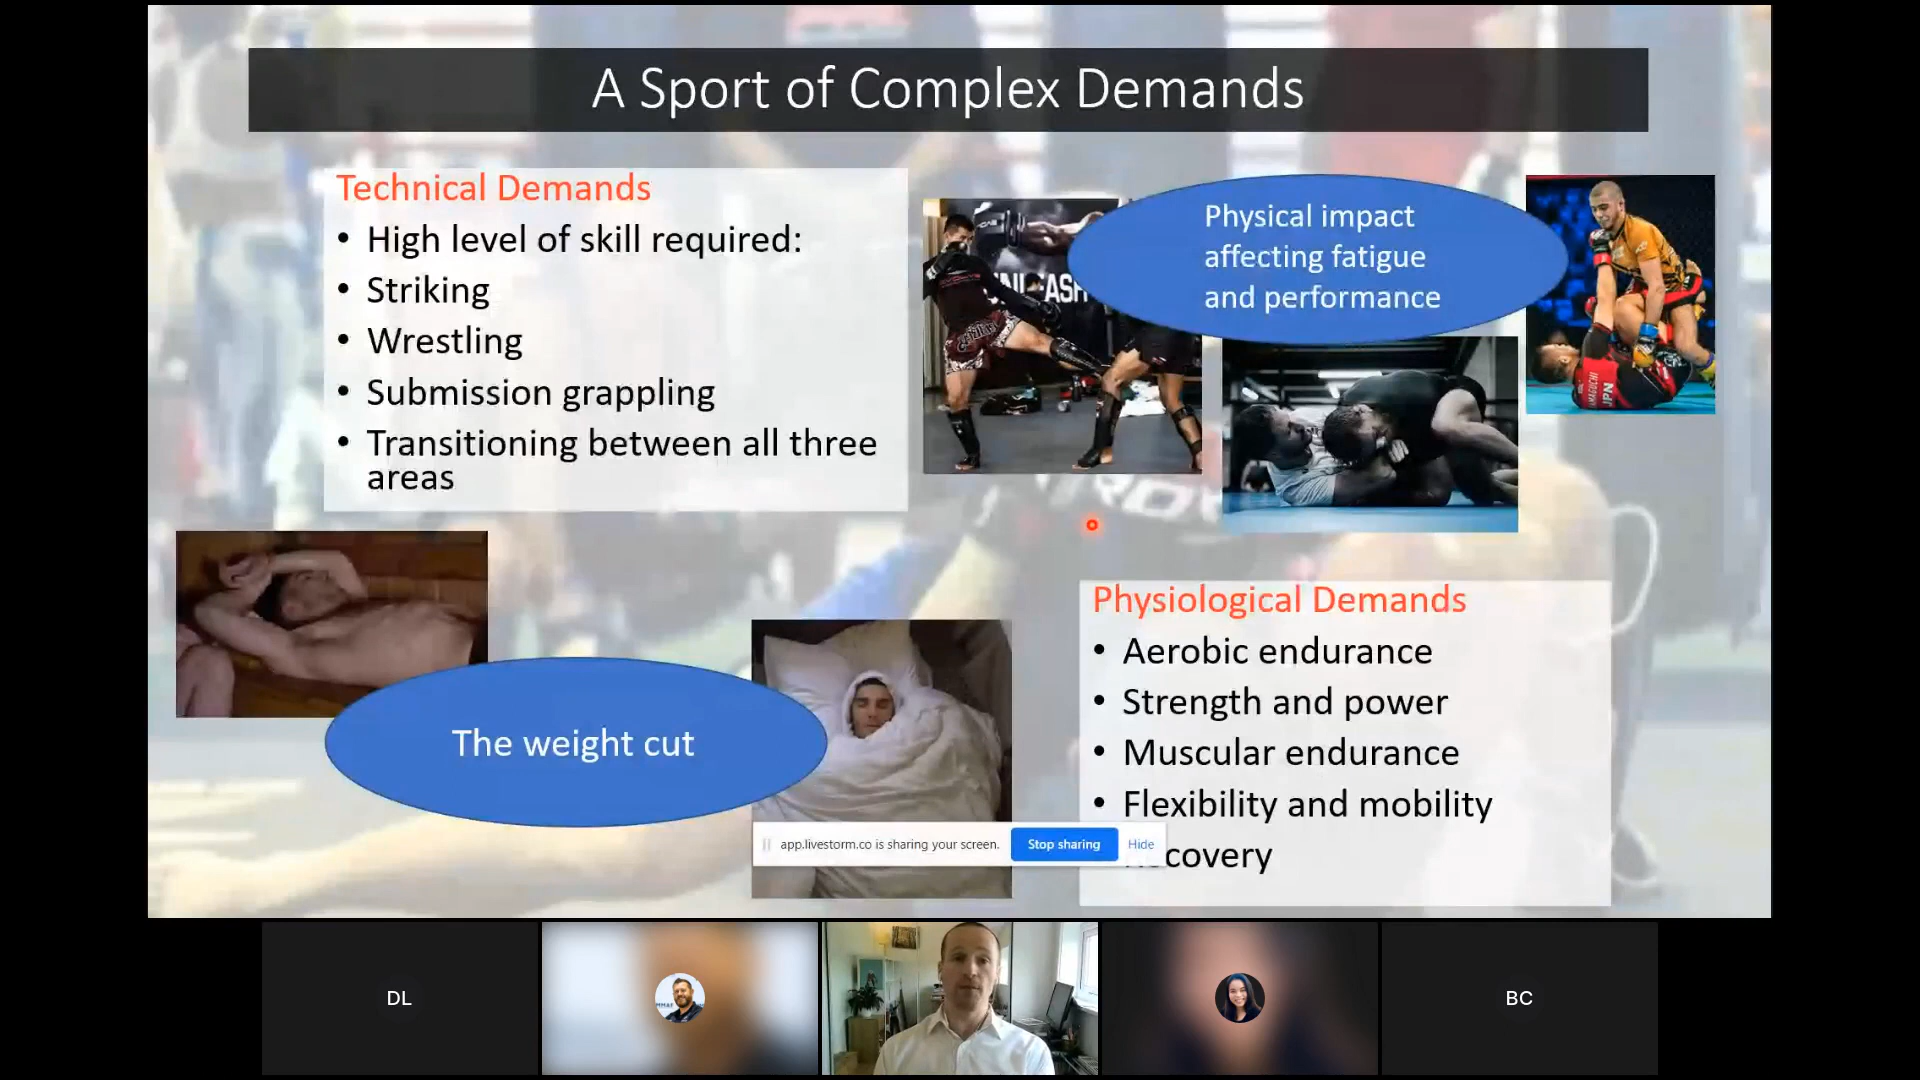 A Sport of Complex Demands
Technical Demands
• High level of skill required:
• Striking
• Wrestling
• Submission grappling
• Transitioning between all three
areas
Physical impact
affecting fatigue
and performance
JPN
The weight cut
Physiological Demands
• Aerobic endurance
• Strength and power
• Muscular endurance
• Flexibility and mobility
covery
app.livestorm.co is sharing your screen.
Stop sharing
Hide
DL
BC